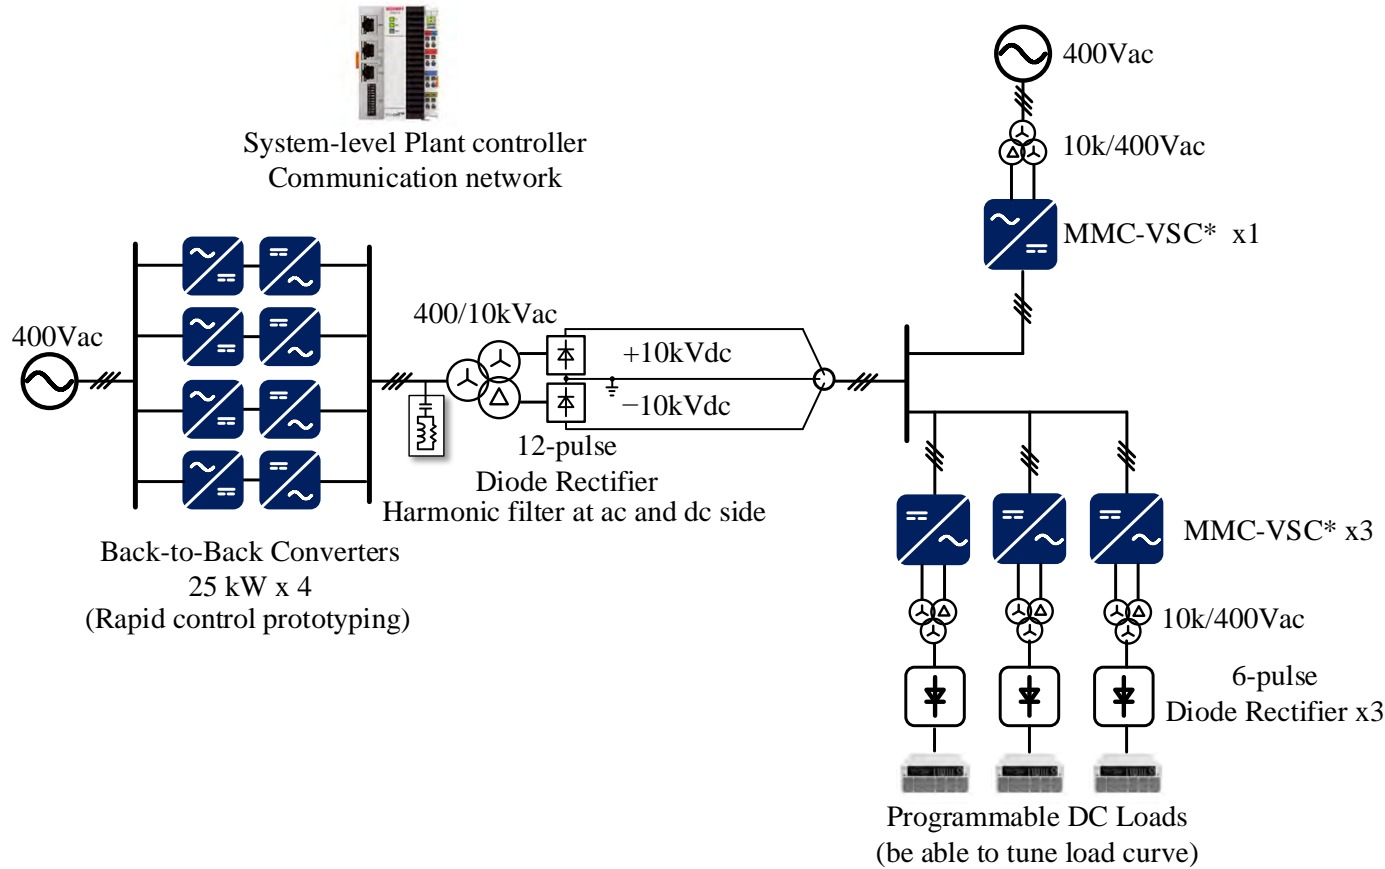 System-level Plant controller
Communication network
400Vac
10k/400Vac
MMC-VSC* x1
400Vac
400/10kVac
+10kVdc
−10kVdc
12-pulse
Diode Rectifier
Harmonic filter at ac and dc side
Back-to-Back Converters
25 kW x 4
(Rapid control prototyping)
MMC-VSC* x3
10k/400Vac
6-pulse
Diode Rectifier x3
Programmable DC Loads
(be able to tune load curve)